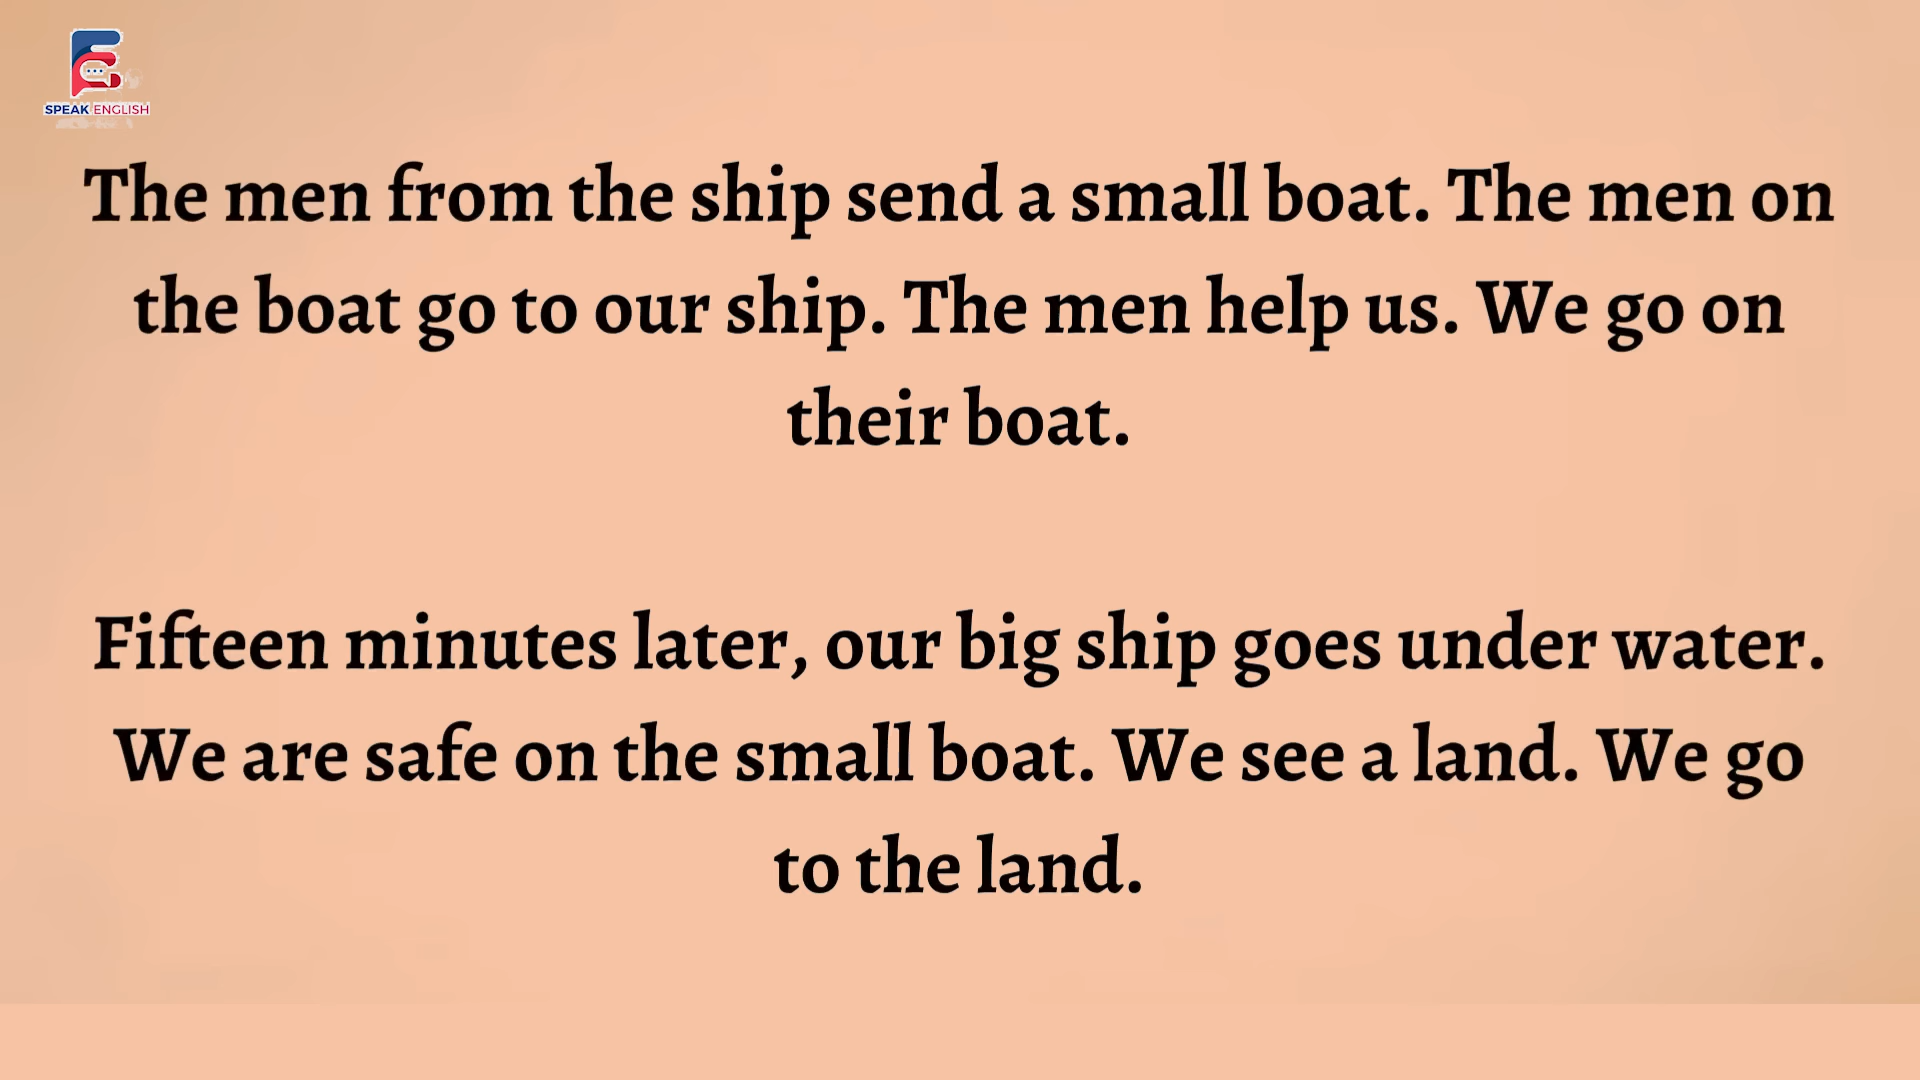 SPEAK ENGLISH
The men from the ship send a small boat. The men on
the boat go to our ship. The men help us. We go on
their boat.
Fifteen minutes later, our big ship goes under water.
We are safe on the small boat. We see a land. We go
to the land.